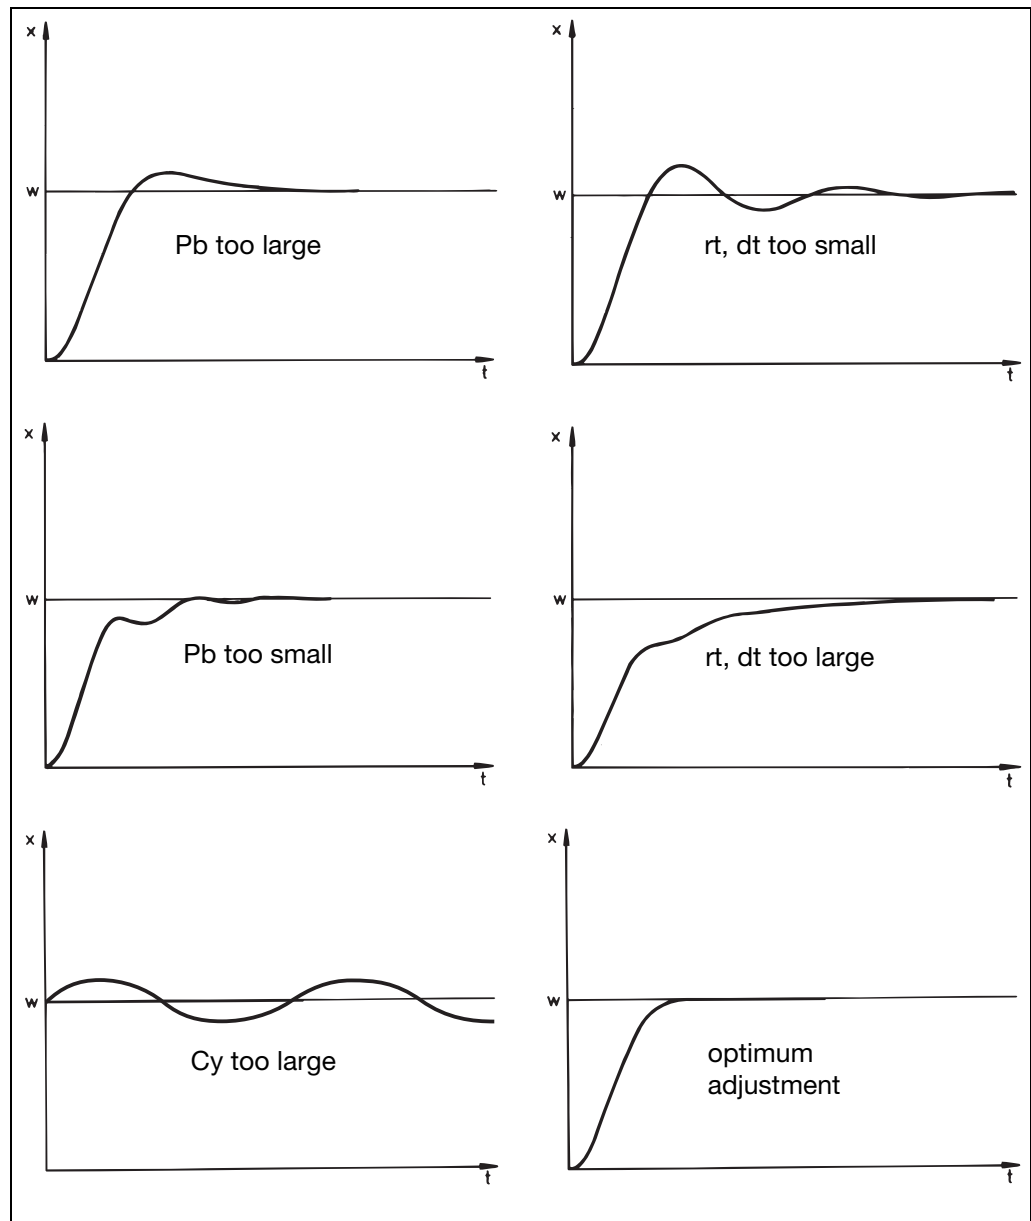 x
w
Pb too large
t
x
w
rt, dt too small
t
x
w
Pb too small
t
x
w
rt, dt too large
t
x
w
Cy too large
t
x
w
optimum
adjustment
t